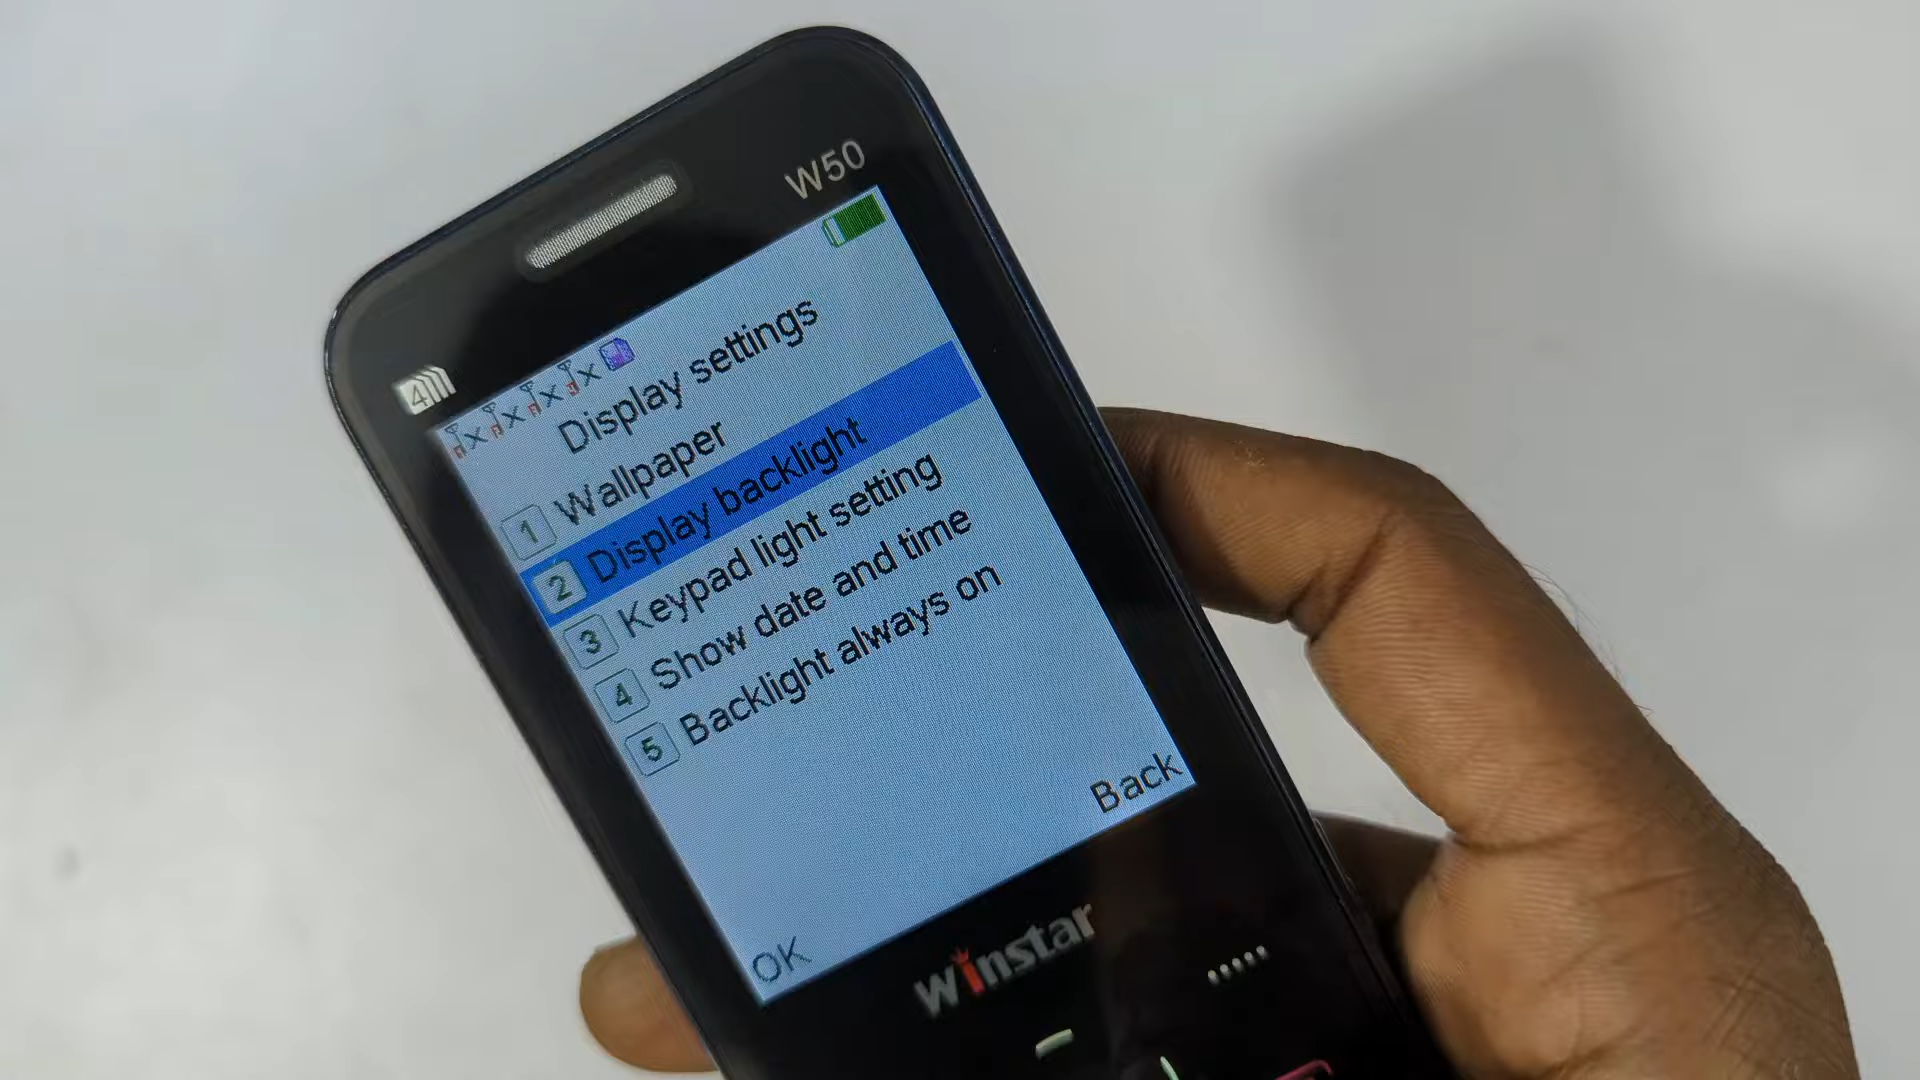 W50
4
Display settings
1 Wallpaper
2 Display backlight
3 Keypad light setting
4 Show date and time
5 Backlight always on
OK Back
winstar